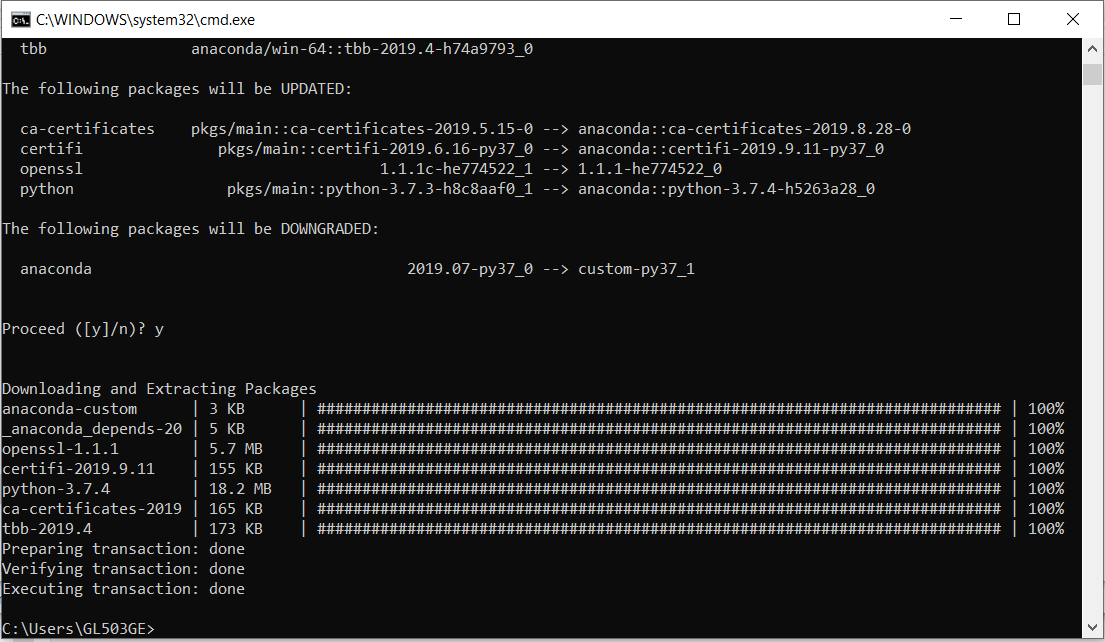 C:\WINDOWS\system32\cmd.exe
tbb anaconda/win-64::tbb-2019.4-h74a9793_0
The following packages will be UPDATED:
ca-certificates pkgs/main::ca-certificates-2019.5.15-0 --> anaconda::ca-certificates-2019.8.28-0
certifi pkgs/main::certifi-2019.6.16-py37_0 --> anaconda::certifi-2019.9.11-py37_0
openssl 1.1.1c-he774522_1 --> 1.1.1-he774522_0
python pkgs/main::python-3.7.3-h8c8aaf0_1 --> anaconda::python-3.7.4-h5263a28_0
The following packages will be DOWNGRADED:
anaconda 2019.07-py37_0 --> custom-py37_1
Proceed ([y]/n)? y
Downloading and Extracting Packages
anaconda-custom | 3 KB | ############################################################################ | 100%
_anaconda_depends-20 | 5 KB | ############################################################################ | 100%
openssl-1.1.1 | 5.7 MB | ############################################################################ | 100%
certifi-2019.9.11 | 155 KB | ############################################################################ | 100%
python-3.7.4 | 18.2 MB | ############################################################################ | 100%
ca-certificates-2019 | 165 KB | ############################################################################ | 100%
tbb-2019.4 | 173 KB | ############################################################################ | 100%
Preparing transaction: done
Verifying transaction: done
Executing transaction: done
C:\Users\GL503GE>